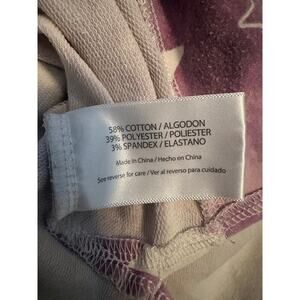 58% COTTON / ALGODON
39% POLYESTER / POLIESTER
3% SPANDEX / ELASTANO
Made in China / Hecho en China
See reverse for care / Ver al reverso para cuidado